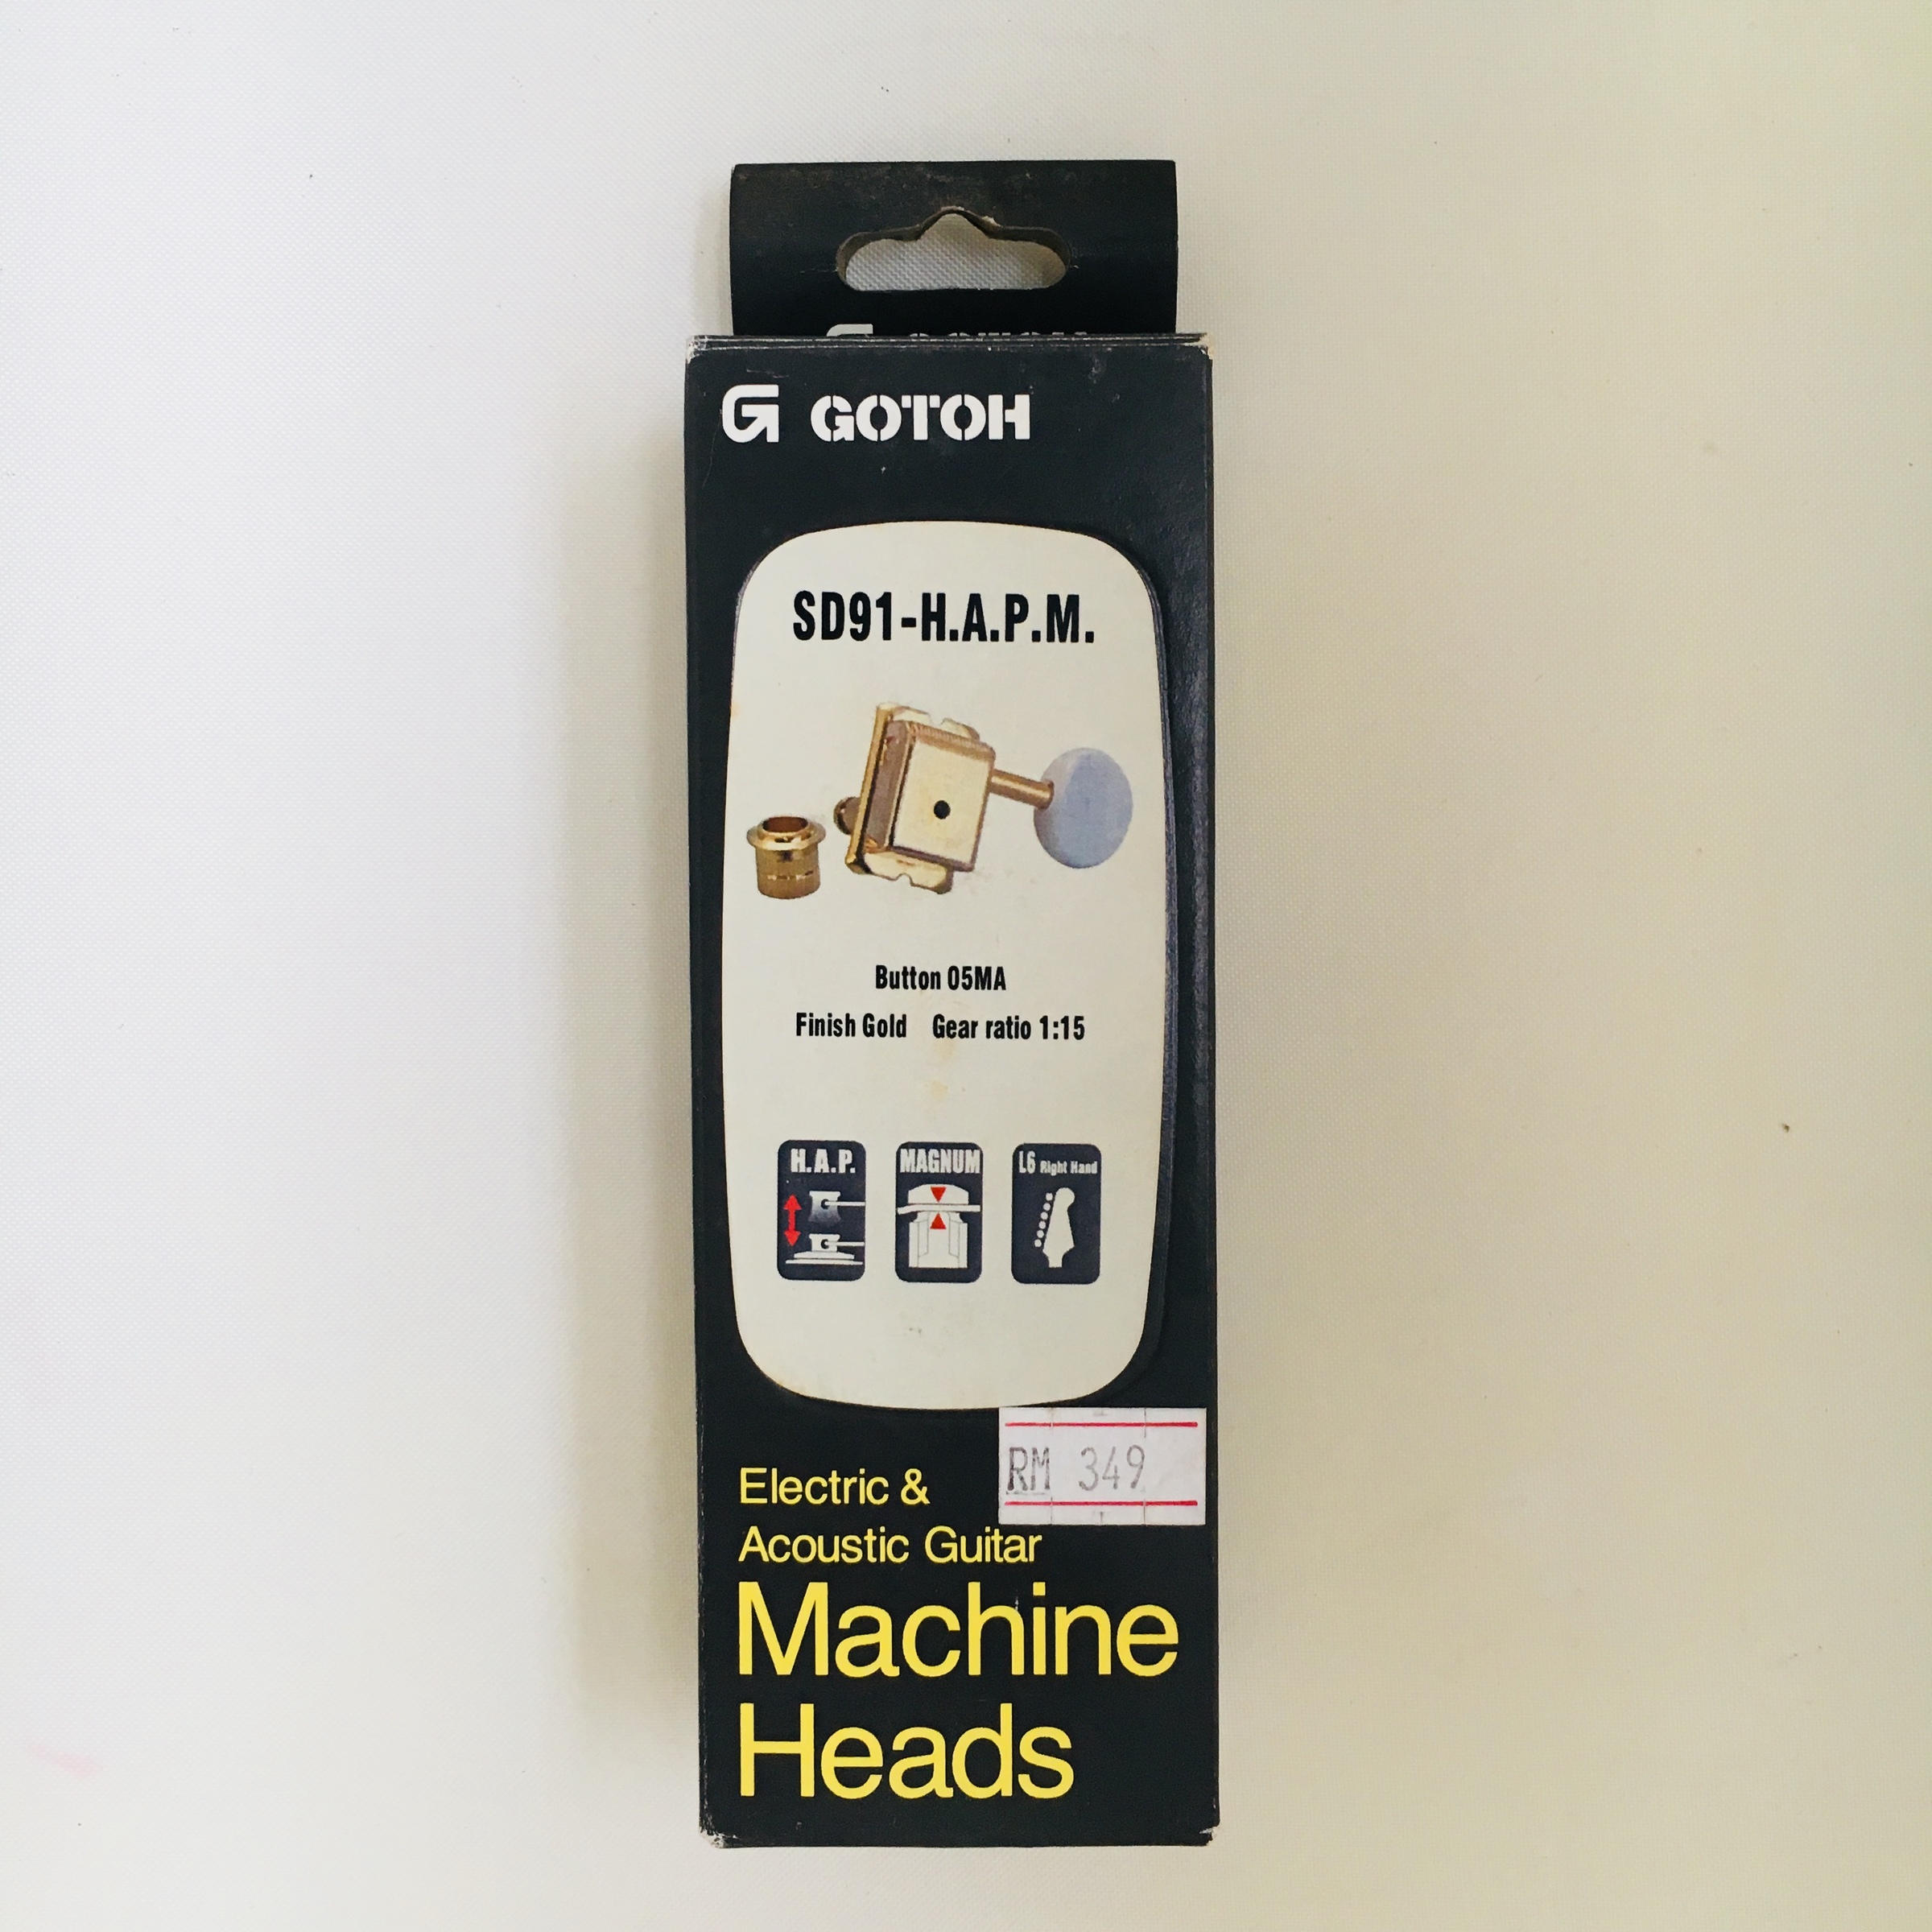 GOTOH
GOTOH
SD91-H.A.P.M.
Button 05MA
Finish Gold Gear ratio 1:15
H.A.P. MAGNUM L6 Right Hand
RM 349
Electric &
Acoustic Guitar
Machine
Heads